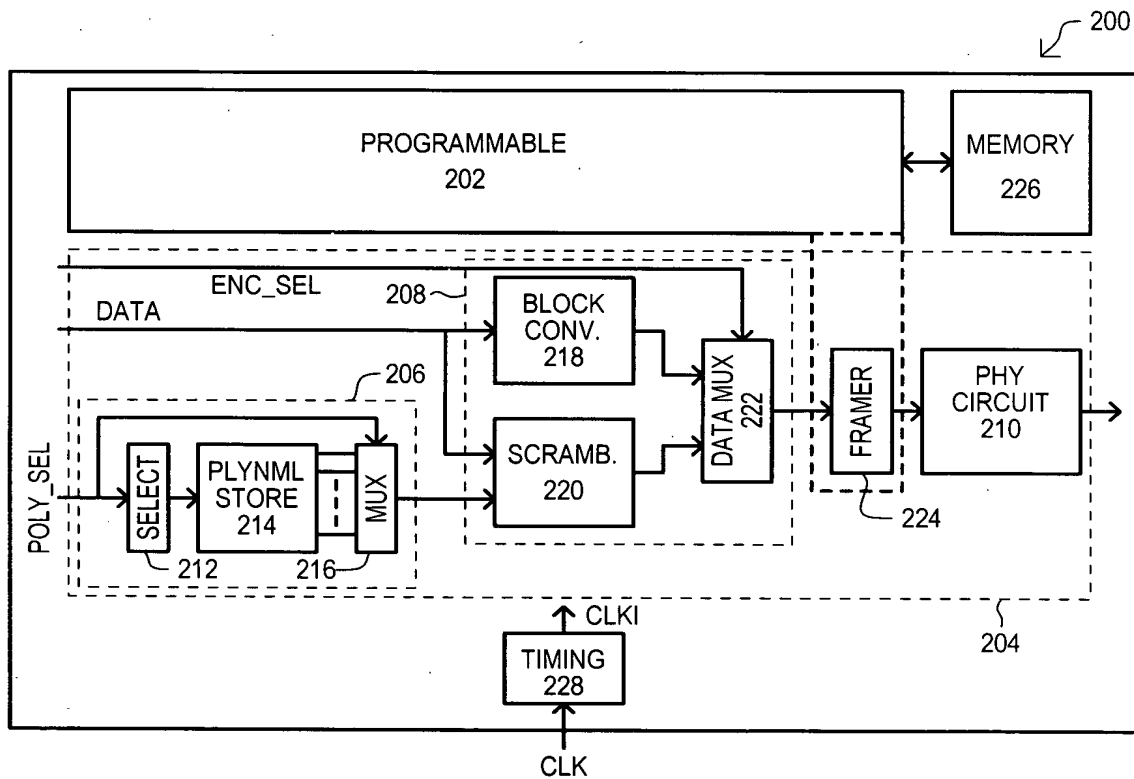 200
PROGRAMMABLE
202
MEMORY
226
ENC_SEL
208
DATA
BLOCK
CONV.
218
206
DATA MUX
222
FRAMER
PHY
CIRCUIT
210
SCRAMB.
220
POLY_SEL
SELECT
PLYNML
STORE
214
MUX
224
212
216
CLKI
204
TIMING
228
CLK